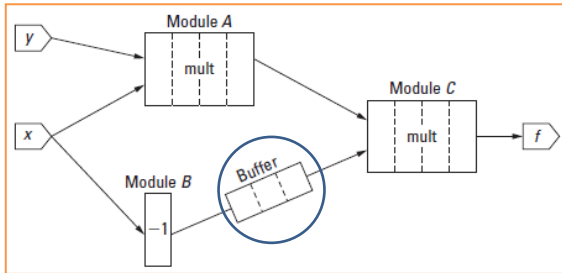 Module A
y
mult
Module C
x
mult
f
Buffer
Module B
−1